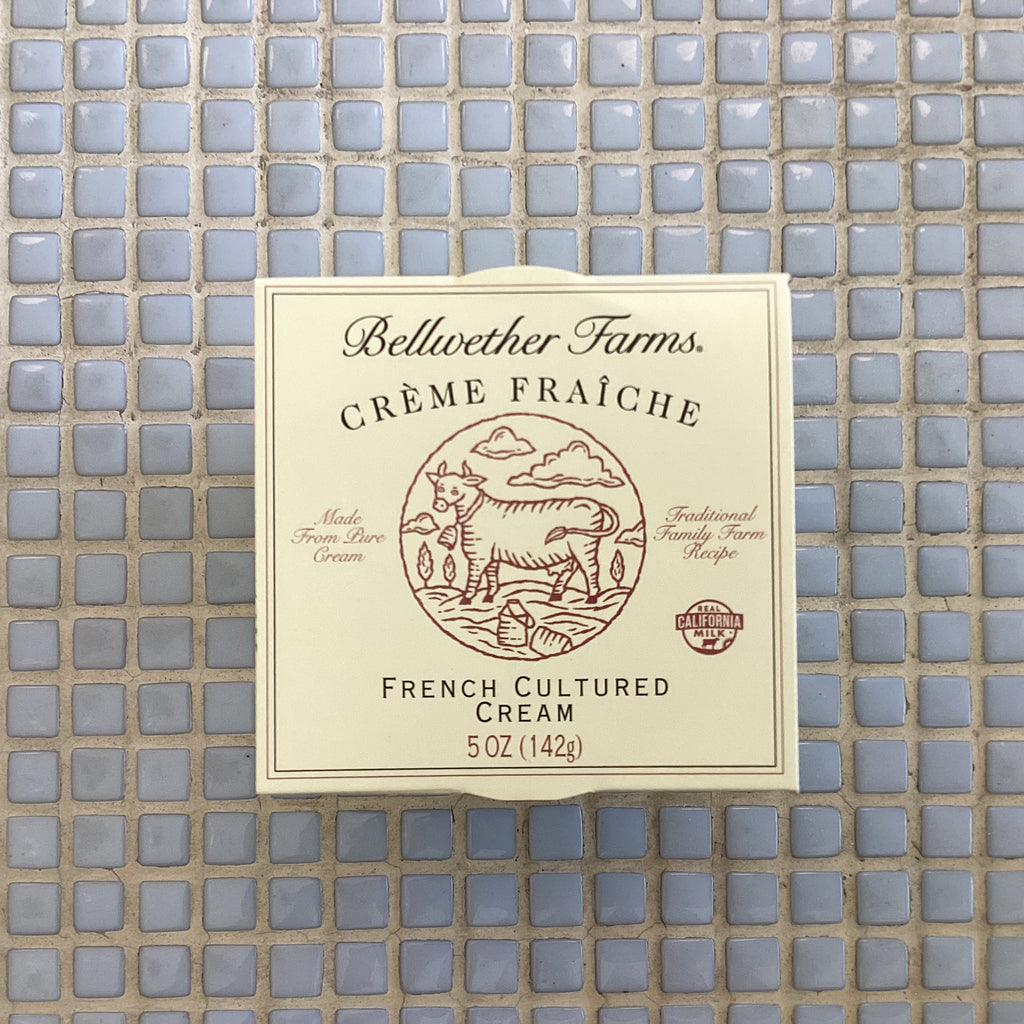 Bellwether Farms®
CRÈME FRAÎCHE
Made
From Pure
Cream
Traditional
Family Farm
Recipe
REAL
CALIFORNIA
MILK
FRENCH CULTURED
CREAM
5 OZ (142g)